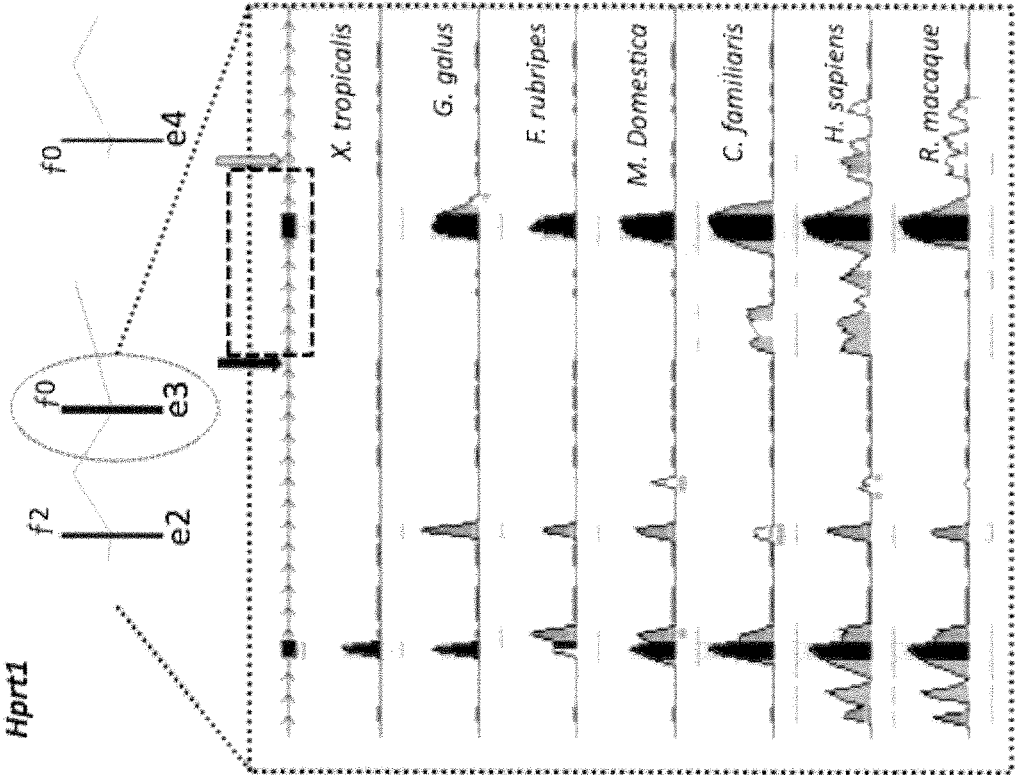 Hprt1
f2
e2
f0
e3
f0
e4
X. tropicalis
G. galus
F. rubripes
M. Domestica
C. familiaris
H. sapiens
R. macaque